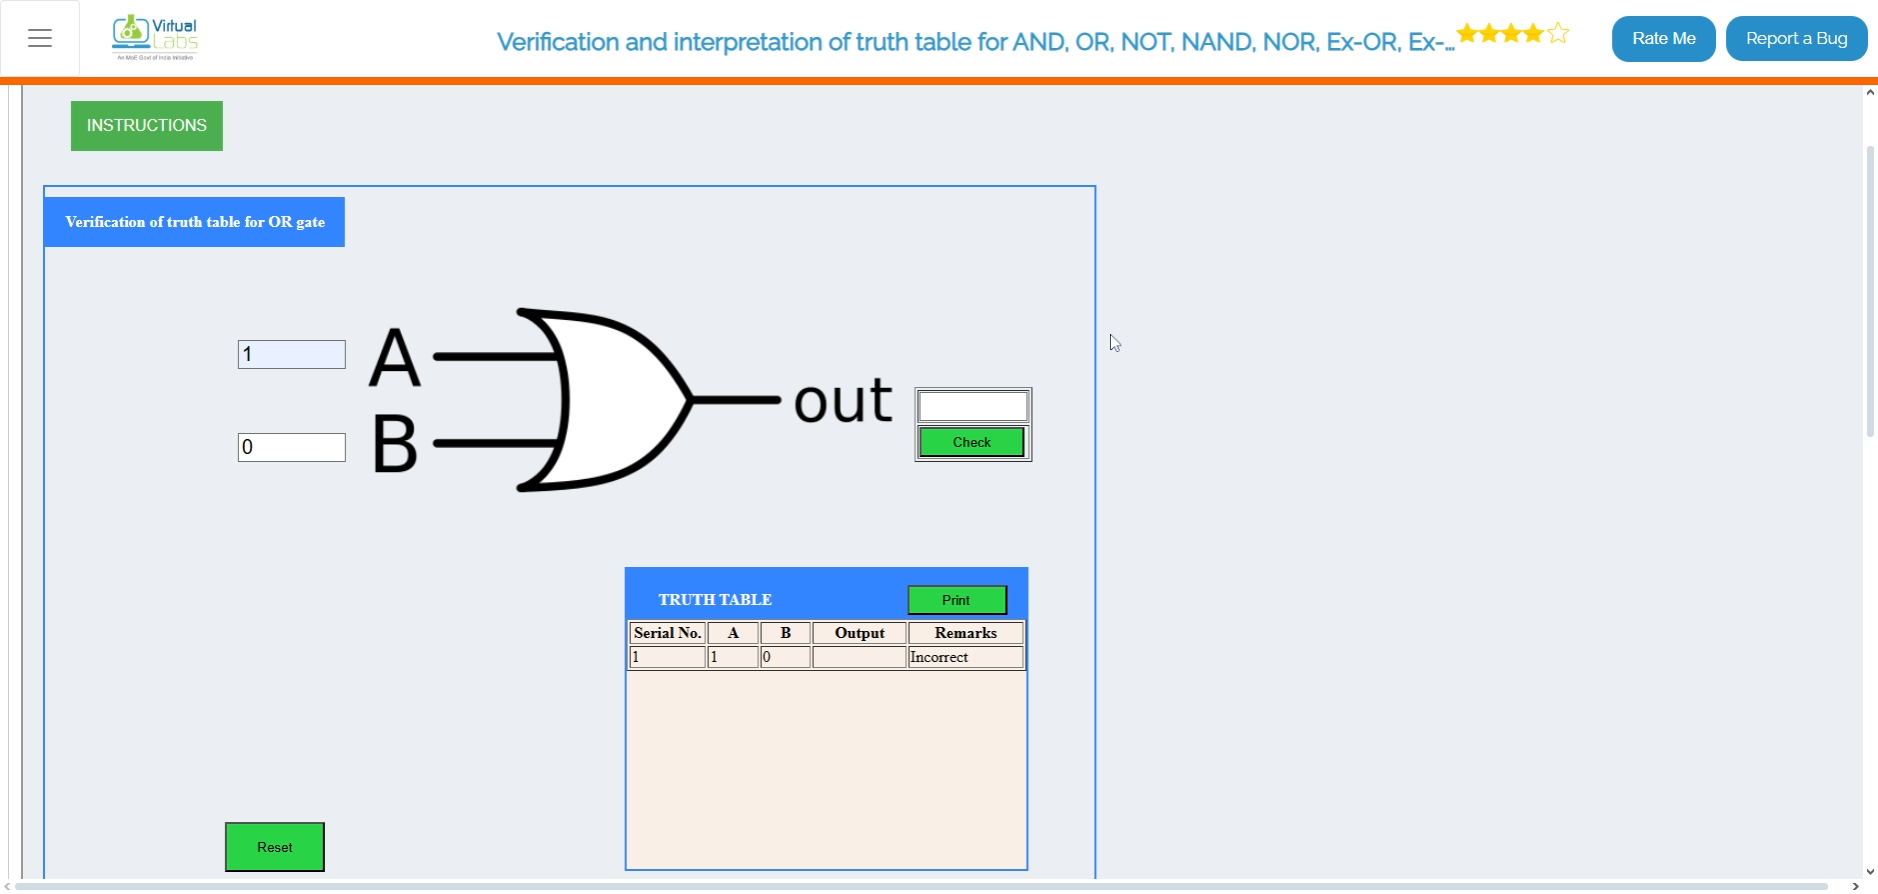 Virtual
Labs
An MoE Govt of India Initiative
Verification and interpretation of truth table for AND, OR, NOT, NAND, NOR, Ex-OR, Ex-...
Rate Me
Report a Bug
INSTRUCTIONS
Verification of truth table for OR gate
1
A
out
Check
0
B
TRUTH TABLE
Print
Serial No. A B Output Remarks
1 1 0 Incorrect
Reset